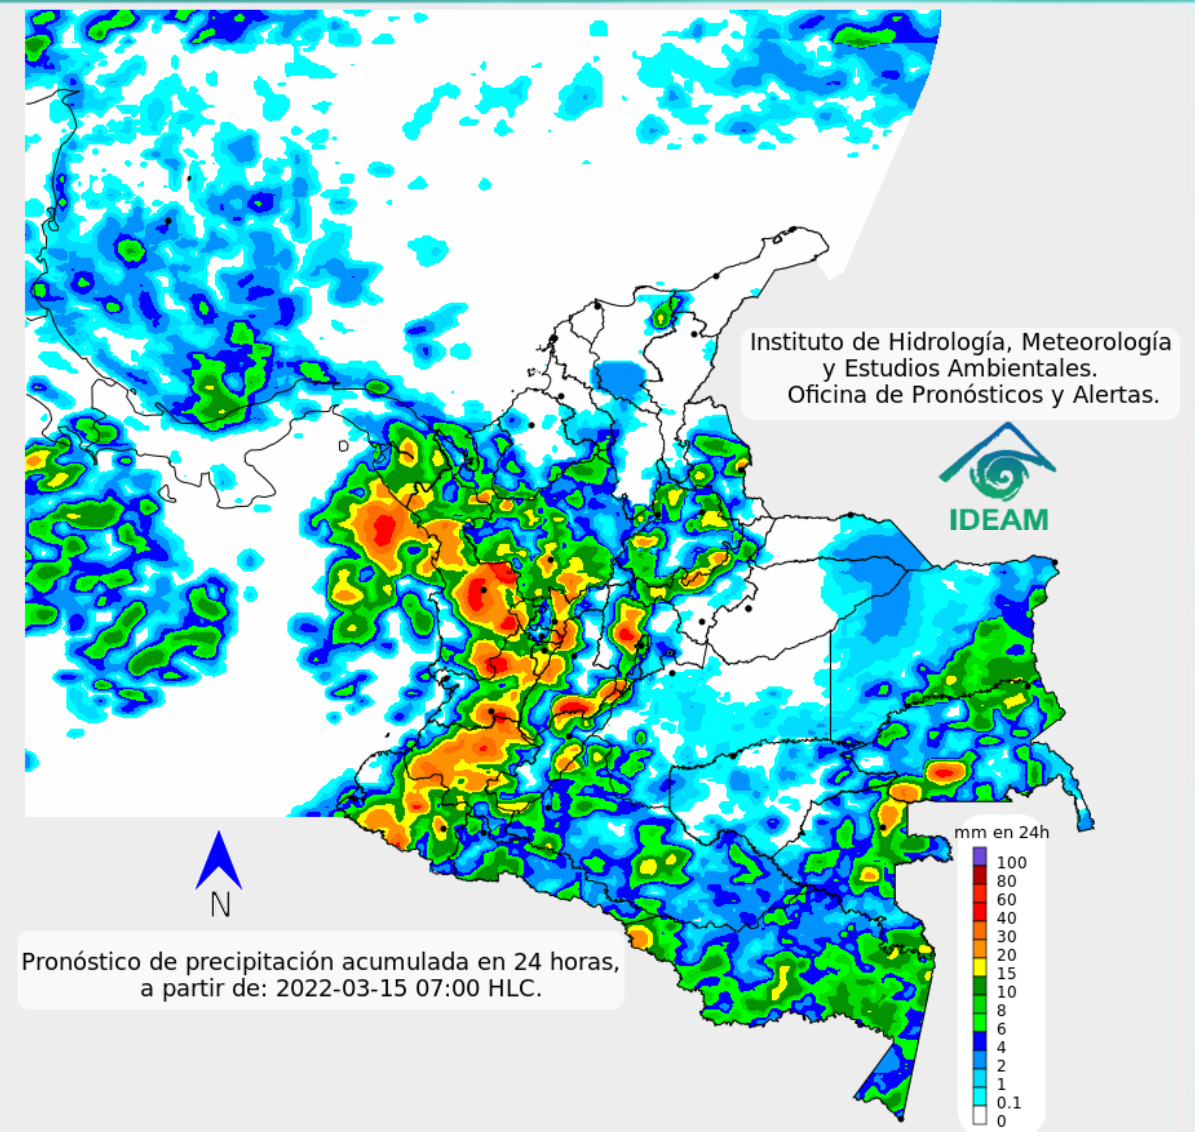 Instituto de Hidrología, Meteorología
y Estudios Ambientales.
Oficina de Pronósticos y Alertas.
IDEAM
mm en 24h
100
80
60
40
30
20
15
10
8
6
4
2
1
0.1
0
N
Pronóstico de precipitación acumulada en 24 horas,
a partir de: 2022-03-15 07:00 HLC.